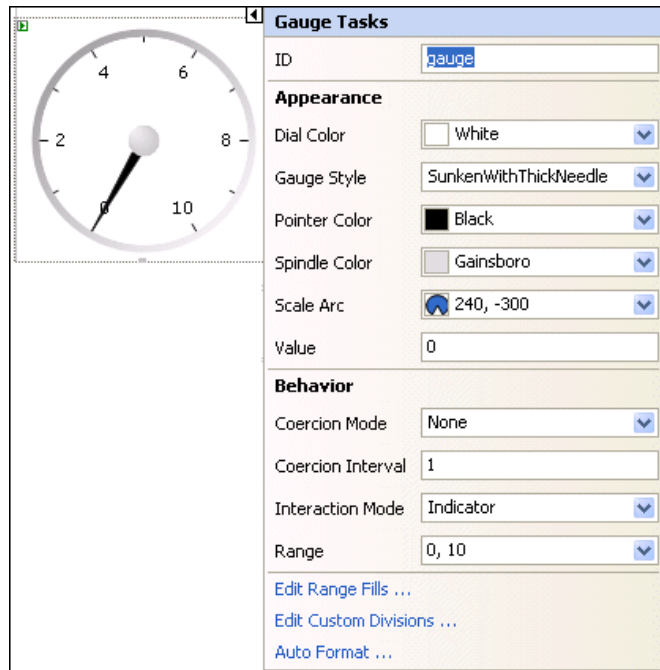 Gauge Tasks
ID gauge
Appearance
Dial Color White
Gauge Style SunkenWithThickNeedle
Pointer Color Black
Spindle Color Gainsboro
Scale Arc 240, -300
Value 0
Behavior
Coercion Mode None
Coercion Interval 1
Interaction Mode Indicator
Range 0, 10
Edit Range Fills ...
Edit Custom Divisions ...
Auto Format ...
4 6
2 8
0 10